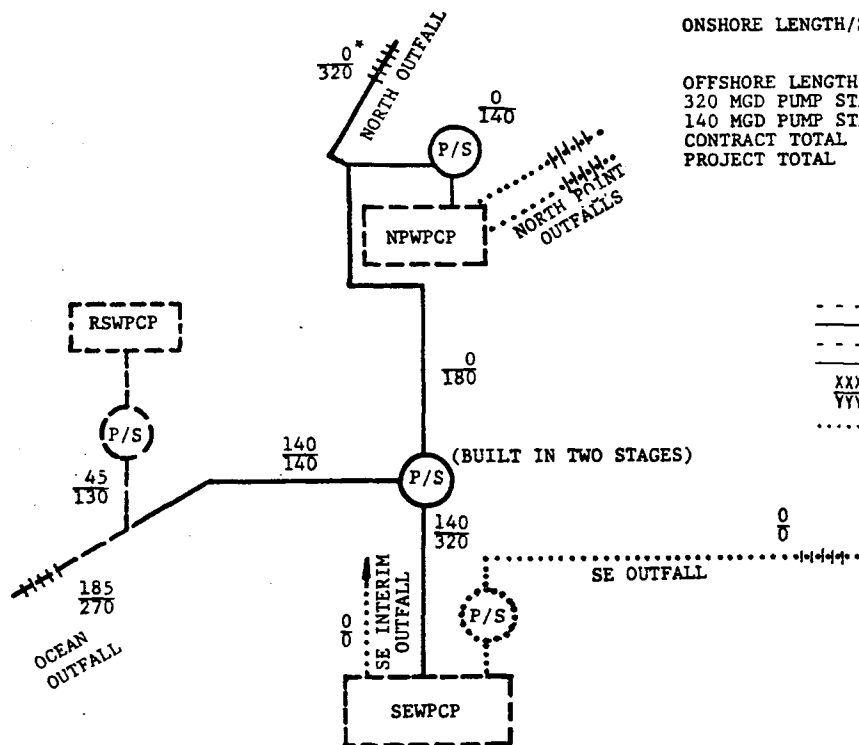 ONSHORE LENGTH/
OFFSHORE LENGTH
320 MGD PUMP ST
140 MGD PUMP ST
CONTRACT TOTAL
PROJECT TOTAL
0
320
*
NORTH OUTFALL
0
140
P/S
NPWPCP
NORTH POINT
OUTFALLS
RSWPCP
P/S
0
180
XXX
YYY
140
140
P/S
(BUILT IN TWO STAGES)
45
130
140
320
0
0
SE OUTFALL
185
270
OCEAN
OUTFALL
0
0
SE INTERIM
OUTFALL
P/S
SEWPCP